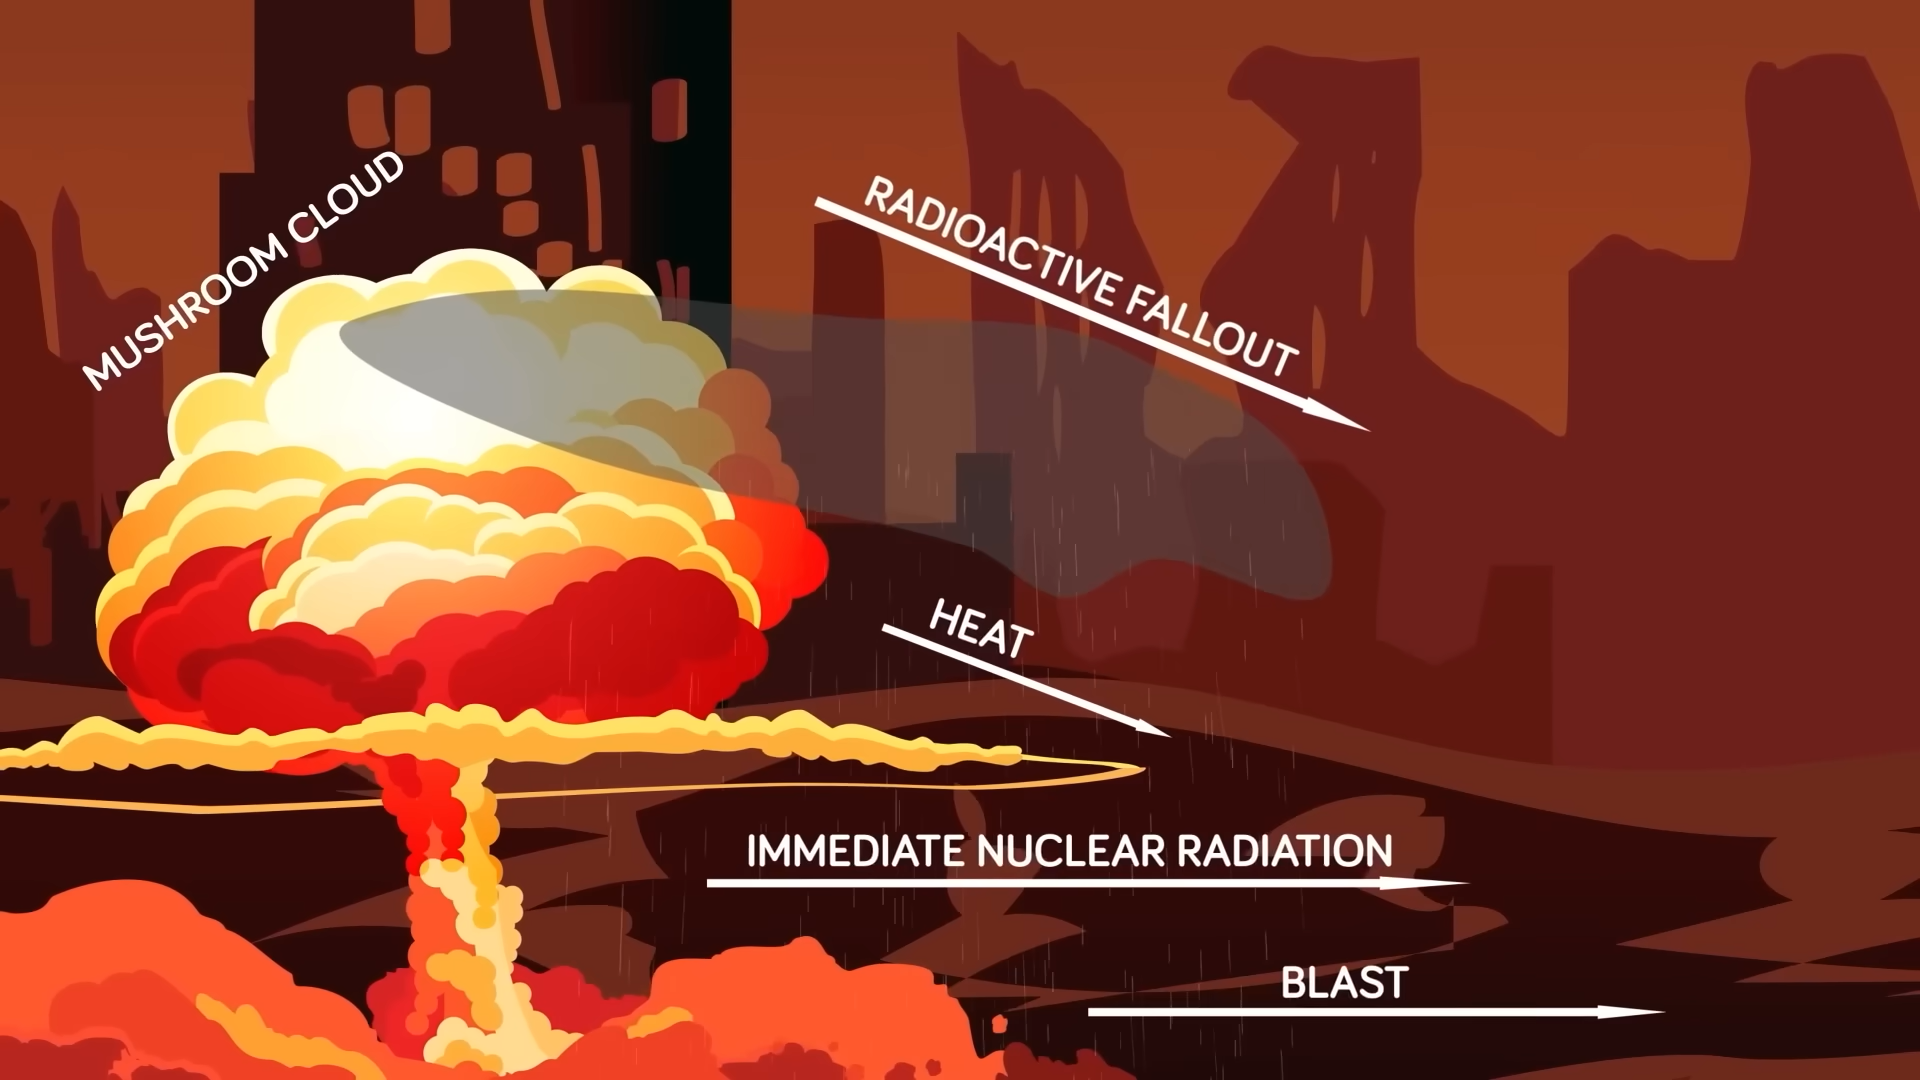 MUSHROOM CLOUD
RADIOACTIVE FALLOUT
HEAT
IMMEDIATE NUCLEAR RADIATION
BLAST